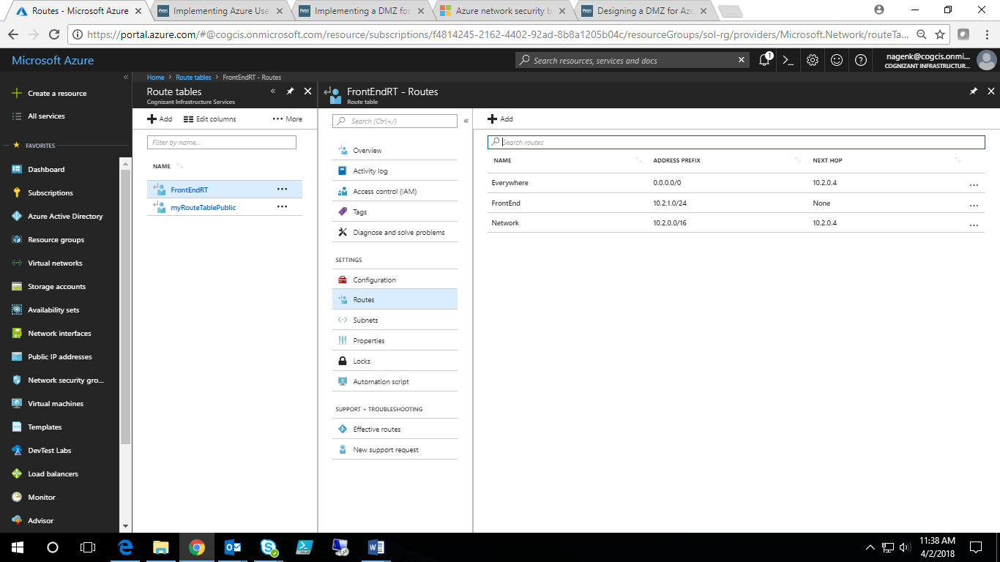 Routes - Microsoft Azure
Implementing Azure Use
Implementing a DMZ for
Azure network security b
Designing a DMZ for Azu
https://portal.azure.com/#@cogcis.onmicrosoft.com/resource/subscriptions/f4814245-2162-4402-92ad-8b8a1205b04c/resourceGroups/sol-rg/providers/Microsoft.Network/routeTa...
Microsoft Azure
Search resources, services and docs
1
nagenk@cogcis.onmi...
COGNIZANT INFRASTRUCTUR...
Create a resource
All services
FAVORITES
Dashboard
Subscriptions
Azure Active Directory
Resource groups
Virtual networks
Storage accounts
Availability sets
Network interfaces
Public IP addresses
Network security gro...
Virtual machines
Templates
DevTest Labs
Load balancers
Monitor
Advisor
Home > Route tables > FrontEndRT - Routes
Route tables
Cognizant Infrastructure Services
Add Edit columns ... More
Filter by name...
NAME
FrontEndRT ...
myRouteTablePublic ...
FrontEndRT - Routes
Route table
Search (Ctrl+/)
Overview
Activity log
Access control (IAM)
Tags
Diagnose and solve problems
SETTINGS
Configuration
Routes
Subnets
Properties
Locks
Automation script
SUPPORT + TROUBLESHOOTING
Effective routes
New support request
Add
Search routes
NAME ADDRESS PREFIX NEXT HOP
Everywhere 0.0.0.0/0 10.2.0.4 ...
FrontEnd 10.2.1.0/24 None ...
Network 10.2.0.0/16 10.2.0.4 ...
11:38 AM
4/2/2018